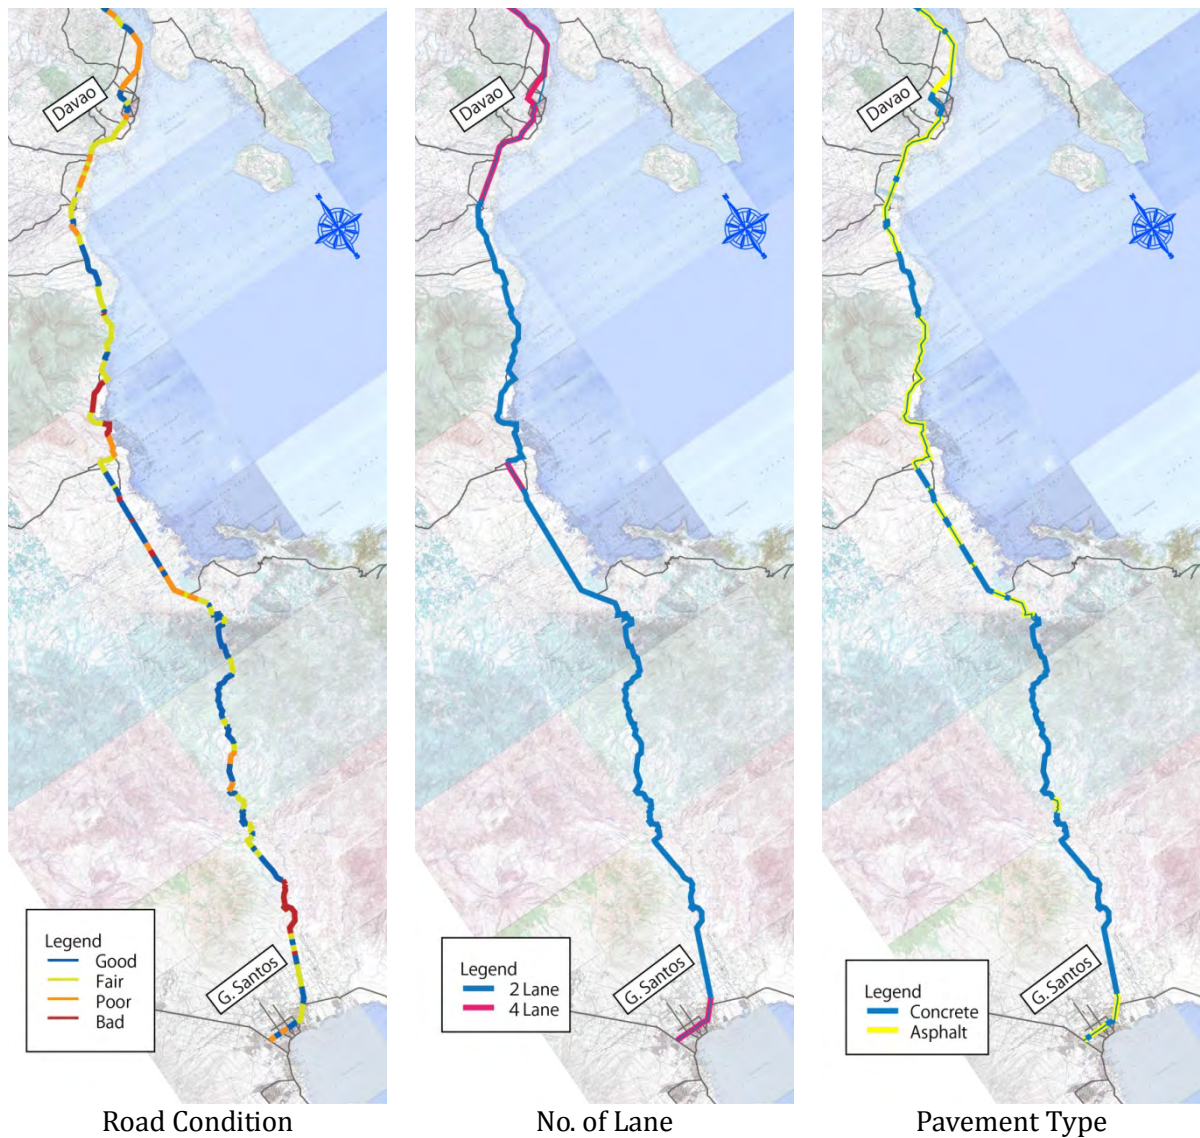 Davao
Legend
Good
Fair
Poor
Bad
G. Santos
Road Condition
Davao
Legend
2 Lane
4 Lane
G. Santos
No. of Lane
Davao
Legend
Concrete
Asphalt
G. Santos
Pavement Type